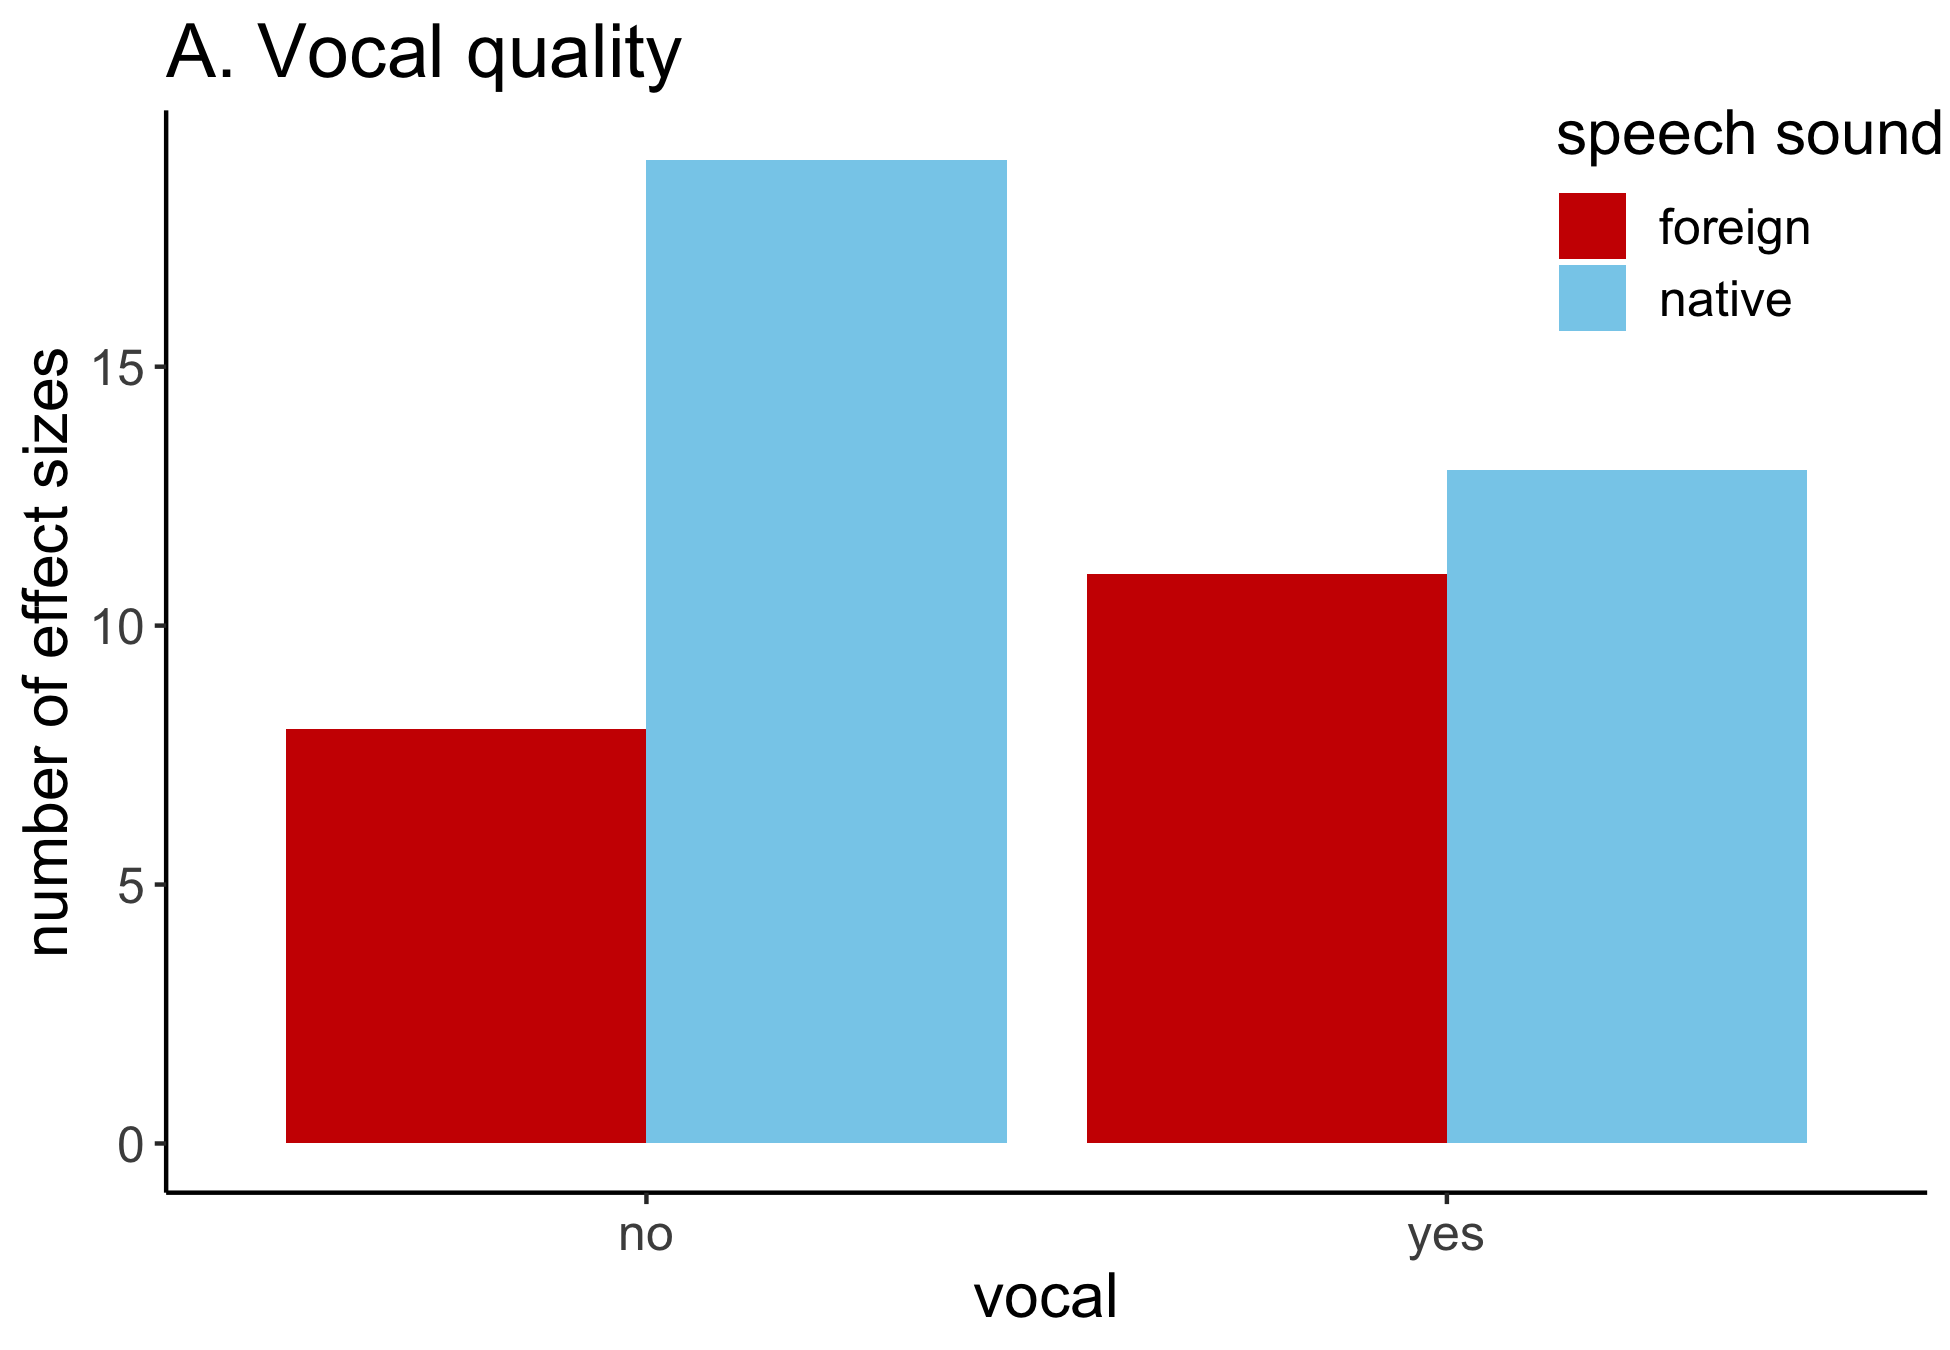 A. Vocal quality
speech sound
foreign
native
number of effect sizes
15
10
5
0
no
yes
vocal